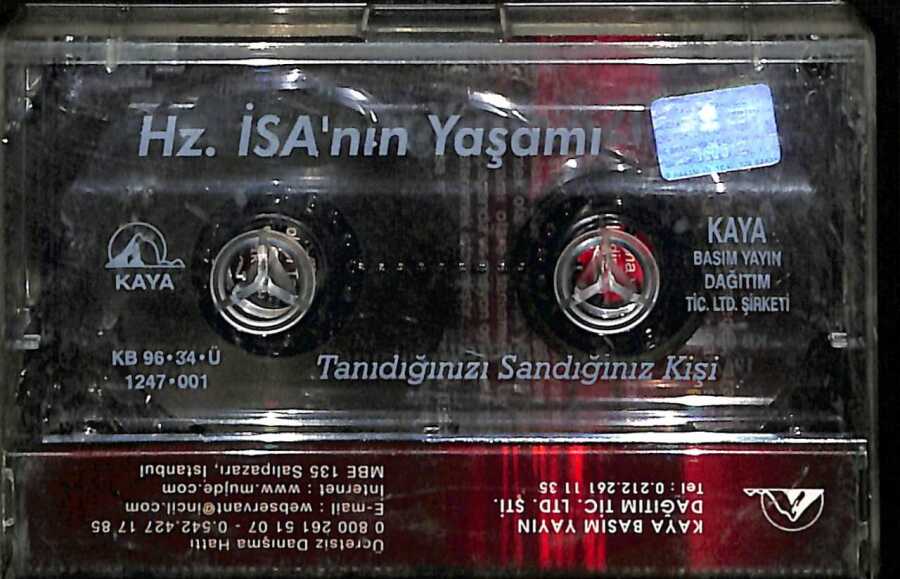 Hz. İSA'nın Yaşamı
KAYA
KAYA
BASIM YAYIN
DAĞITIM
TİC. LTD. ŞİRKETİ
KB 96•34•Ü
1247•001
Tanıdığınızı Sandığınız Kişi
KAYA BASIM YAYIN
DAĞITIM TİC. LTD. ŞTİ.
Tel : 0.212.261 11 35
Ücretsiz Danışma Hattı
0 800 261 51 07 - 0.542.427 17 85
E-mail : webservant@incil.com
Internet : www.mujde.com
MBE 135 Salıpazarı, İstanbul